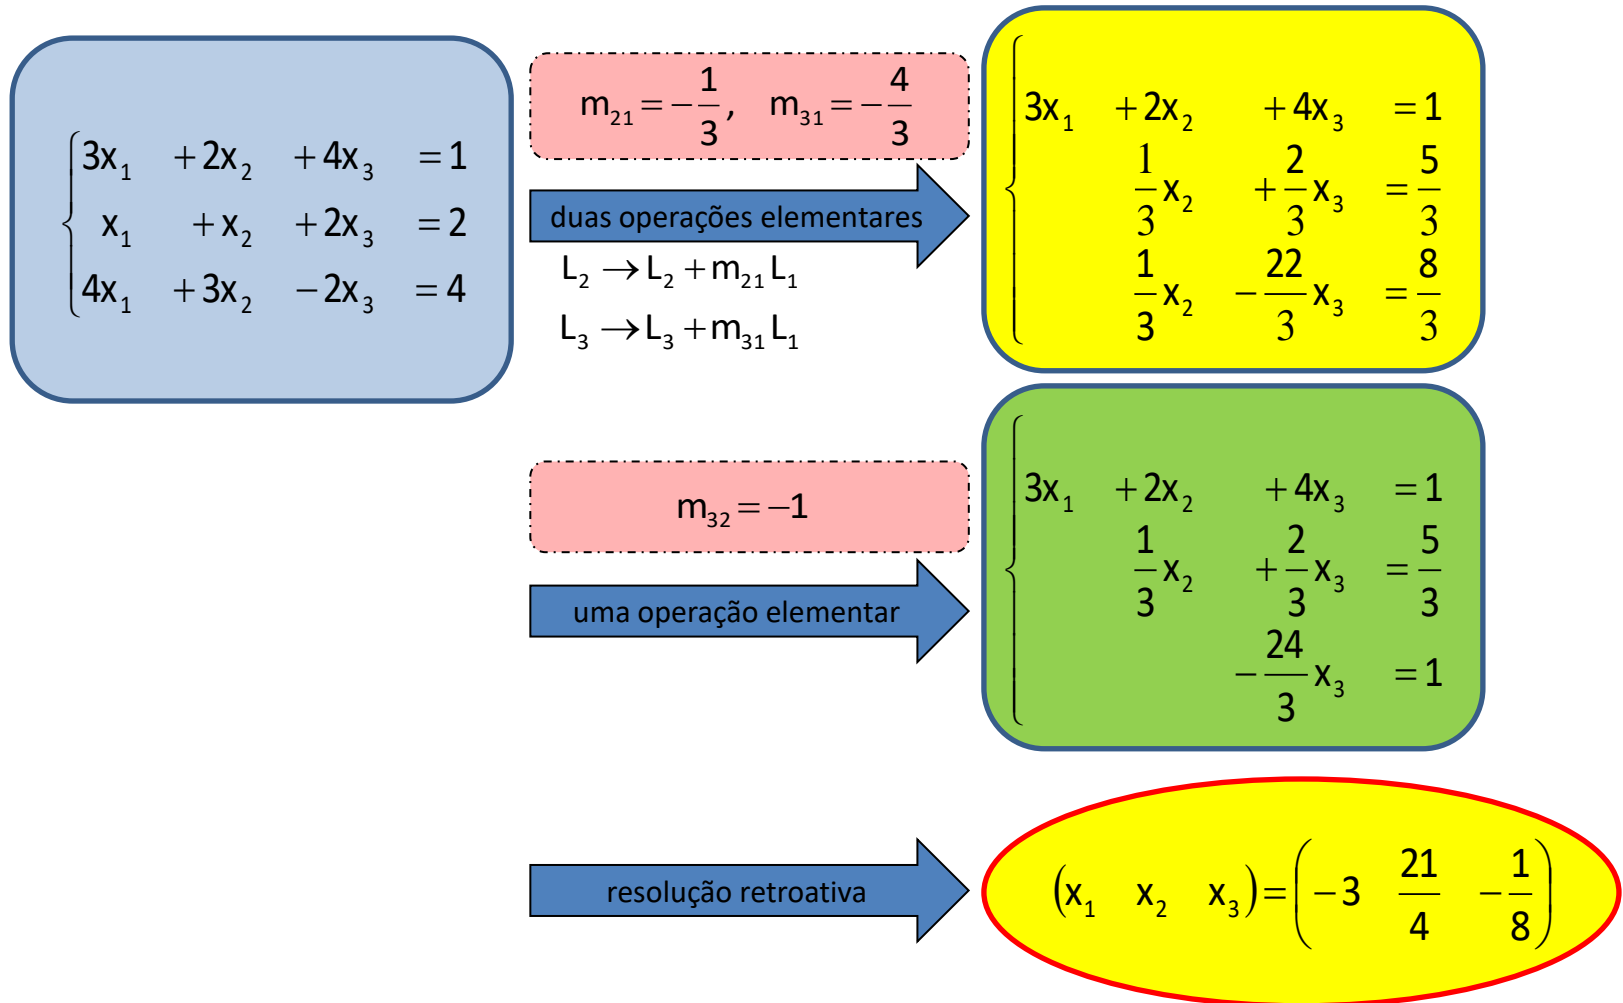 3x₁ +2x₂ +4x₃ =1
x₁ +x₂ +2x₃ =2
4x₁ +3x₂ −2x₃ =4
m₂₁ = −1/3, m₃₁ = −4/3
duas operações elementares
L₂ → L₂ + m₂₁ L₁
L₃ → L₃ + m₃₁ L₁
3x₁ +2x₂ +4x₃ =1
1/3 x₂ +2/3 x₃ =5/3
1/3 x₂ −22/3 x₃ =8/3
m₃₂ = −1
uma operação elementar
3x₁ +2x₂ +4x₃ =1
1/3 x₂ +2/3 x₃ =5/3
−24/3 x₃ =1
resolução retroativa
(x₁ x₂ x₃) = (−3 21/4 −1/8)